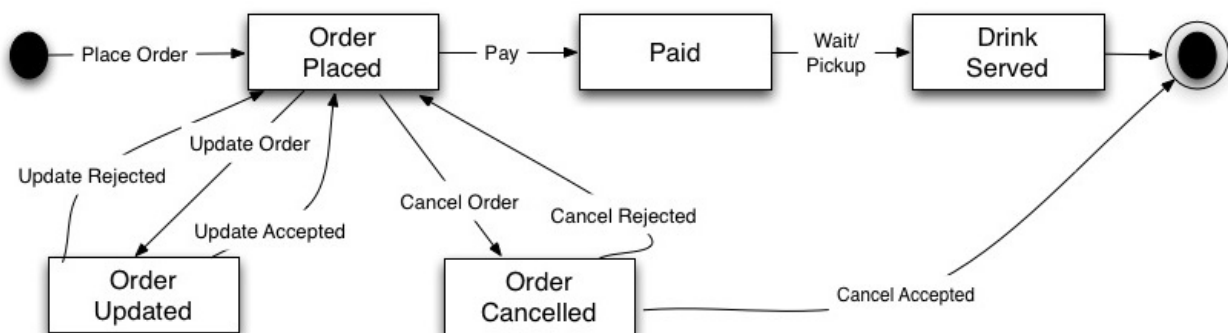 Place Order
Order
Placed
Pay
Paid
Wait/
Pickup
Drink
Served
Update Order
Update Rejected
Update Accepted
Cancel Order
Cancel Rejected
Order
Updated
Order
Cancelled
Cancel Accepted